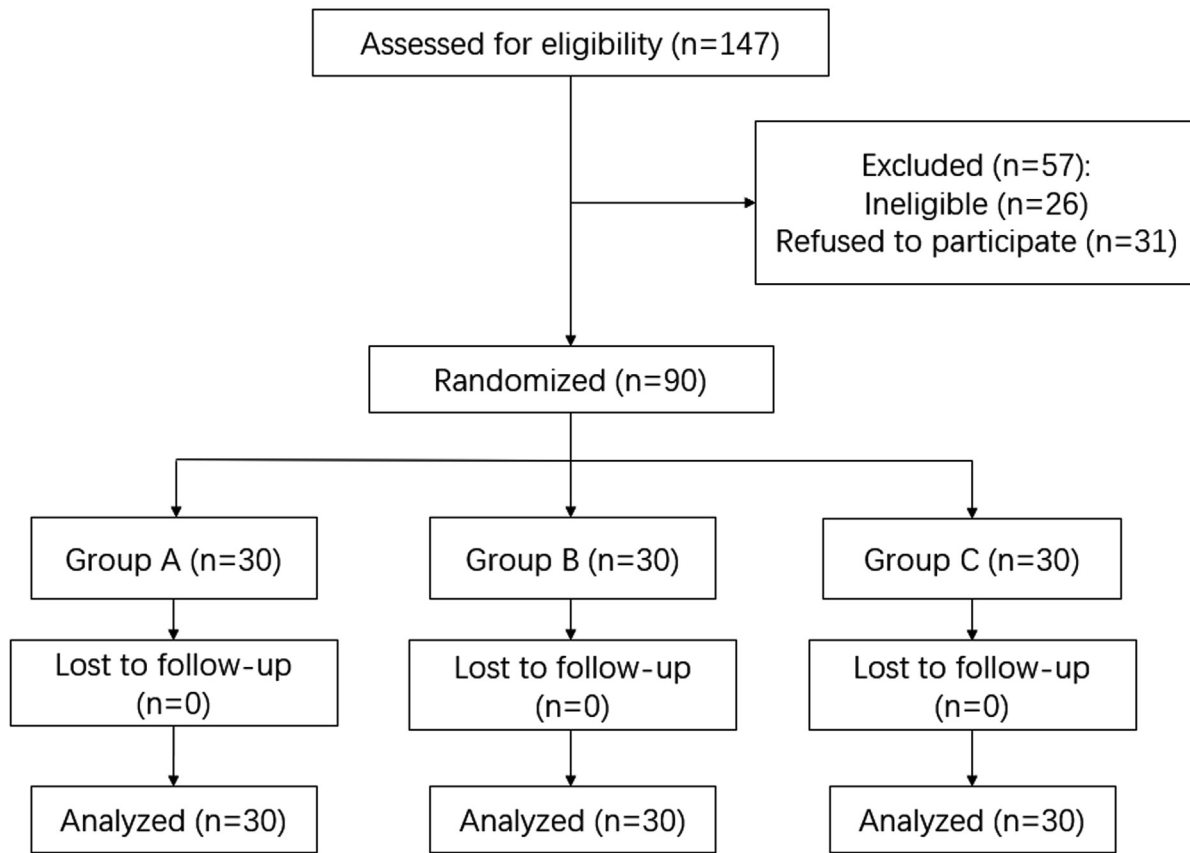 Assessed for eligibility (n=147)
Excluded (n=57):
Ineligible (n=26)
Refused to participate (n=31)
Randomized (n=90)
Group A (n=30)
Group B (n=30)
Group C (n=30)
Lost to follow-up
(n=0)
Lost to follow-up
(n=0)
Lost to follow-up
(n=0)
Analyzed (n=30)
Analyzed (n=30)
Analyzed (n=30)